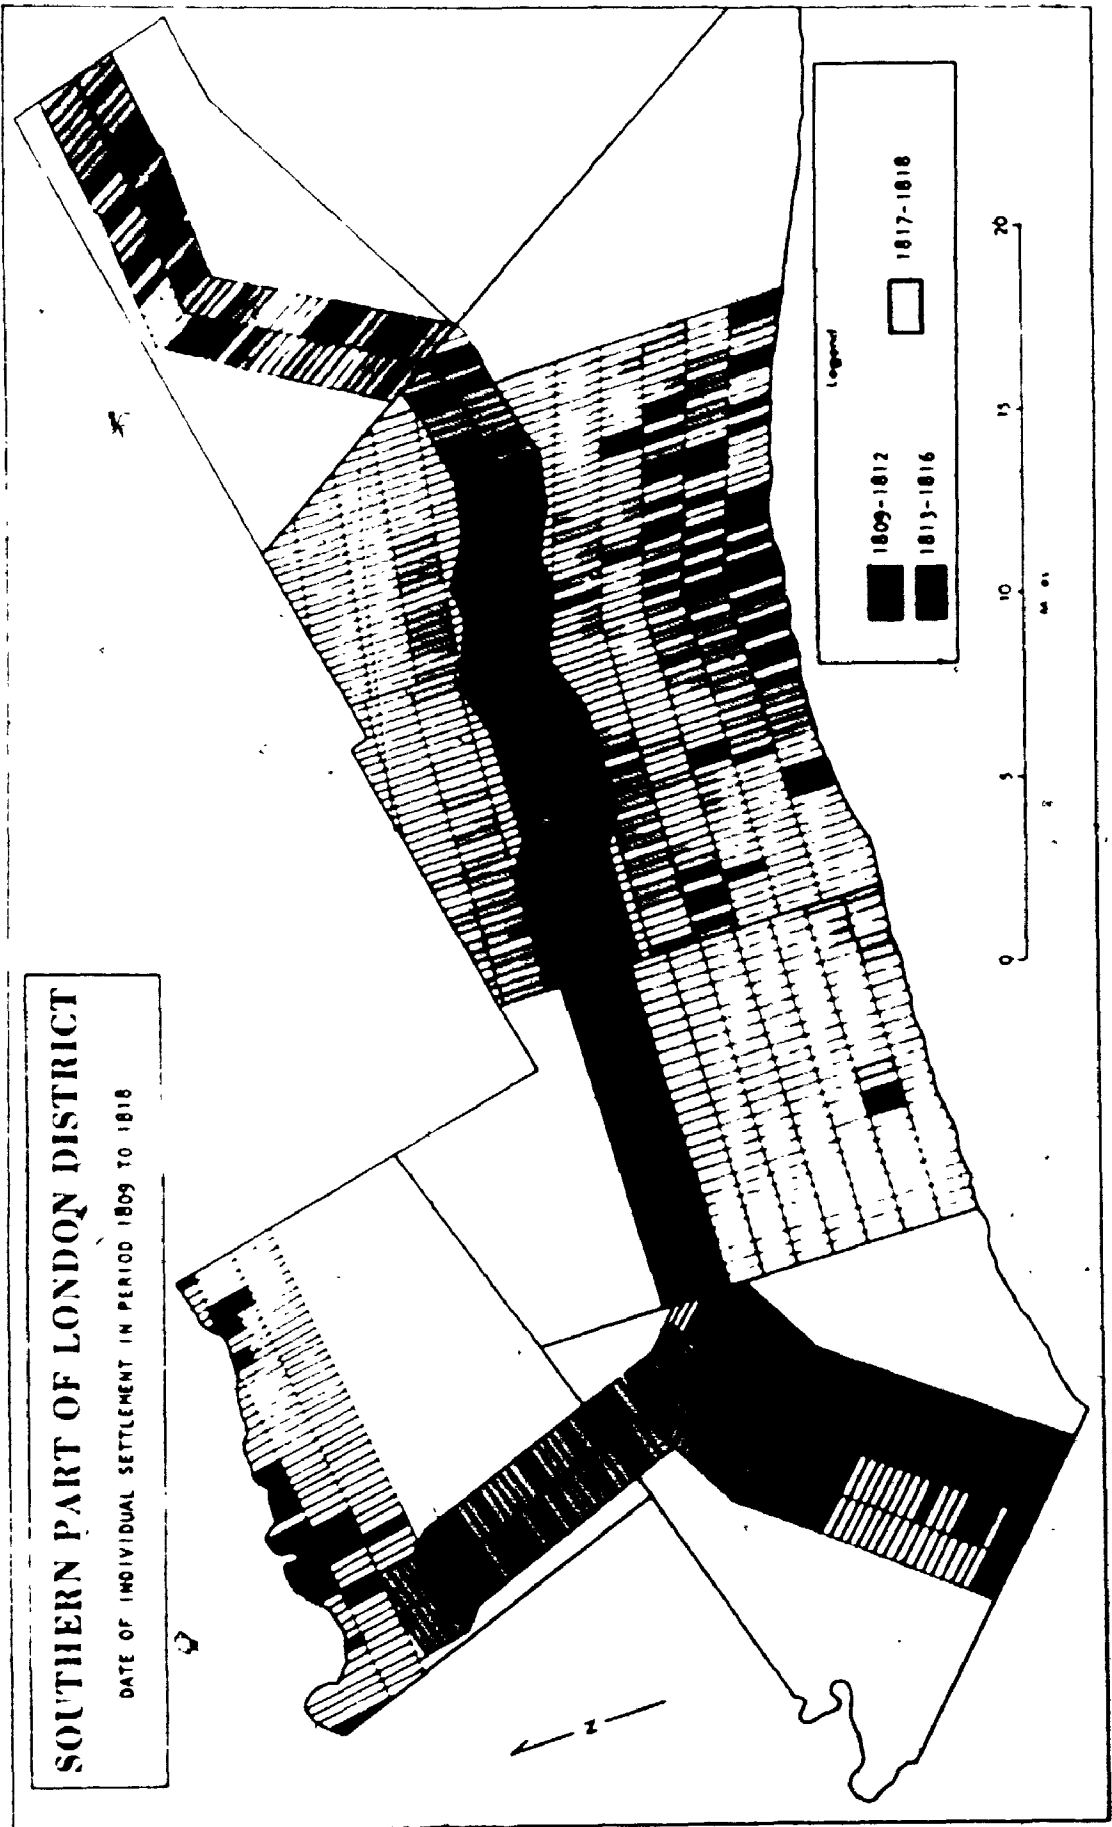 SOUTHERN PART OF LONDON DISTRICT
DATE OF INDIVIDUAL SETTLEMENT IN PERIOD 1809 TO 1818
Legend
1809-1812
1813-1816
1817-1818
0 5 10 15 20
N